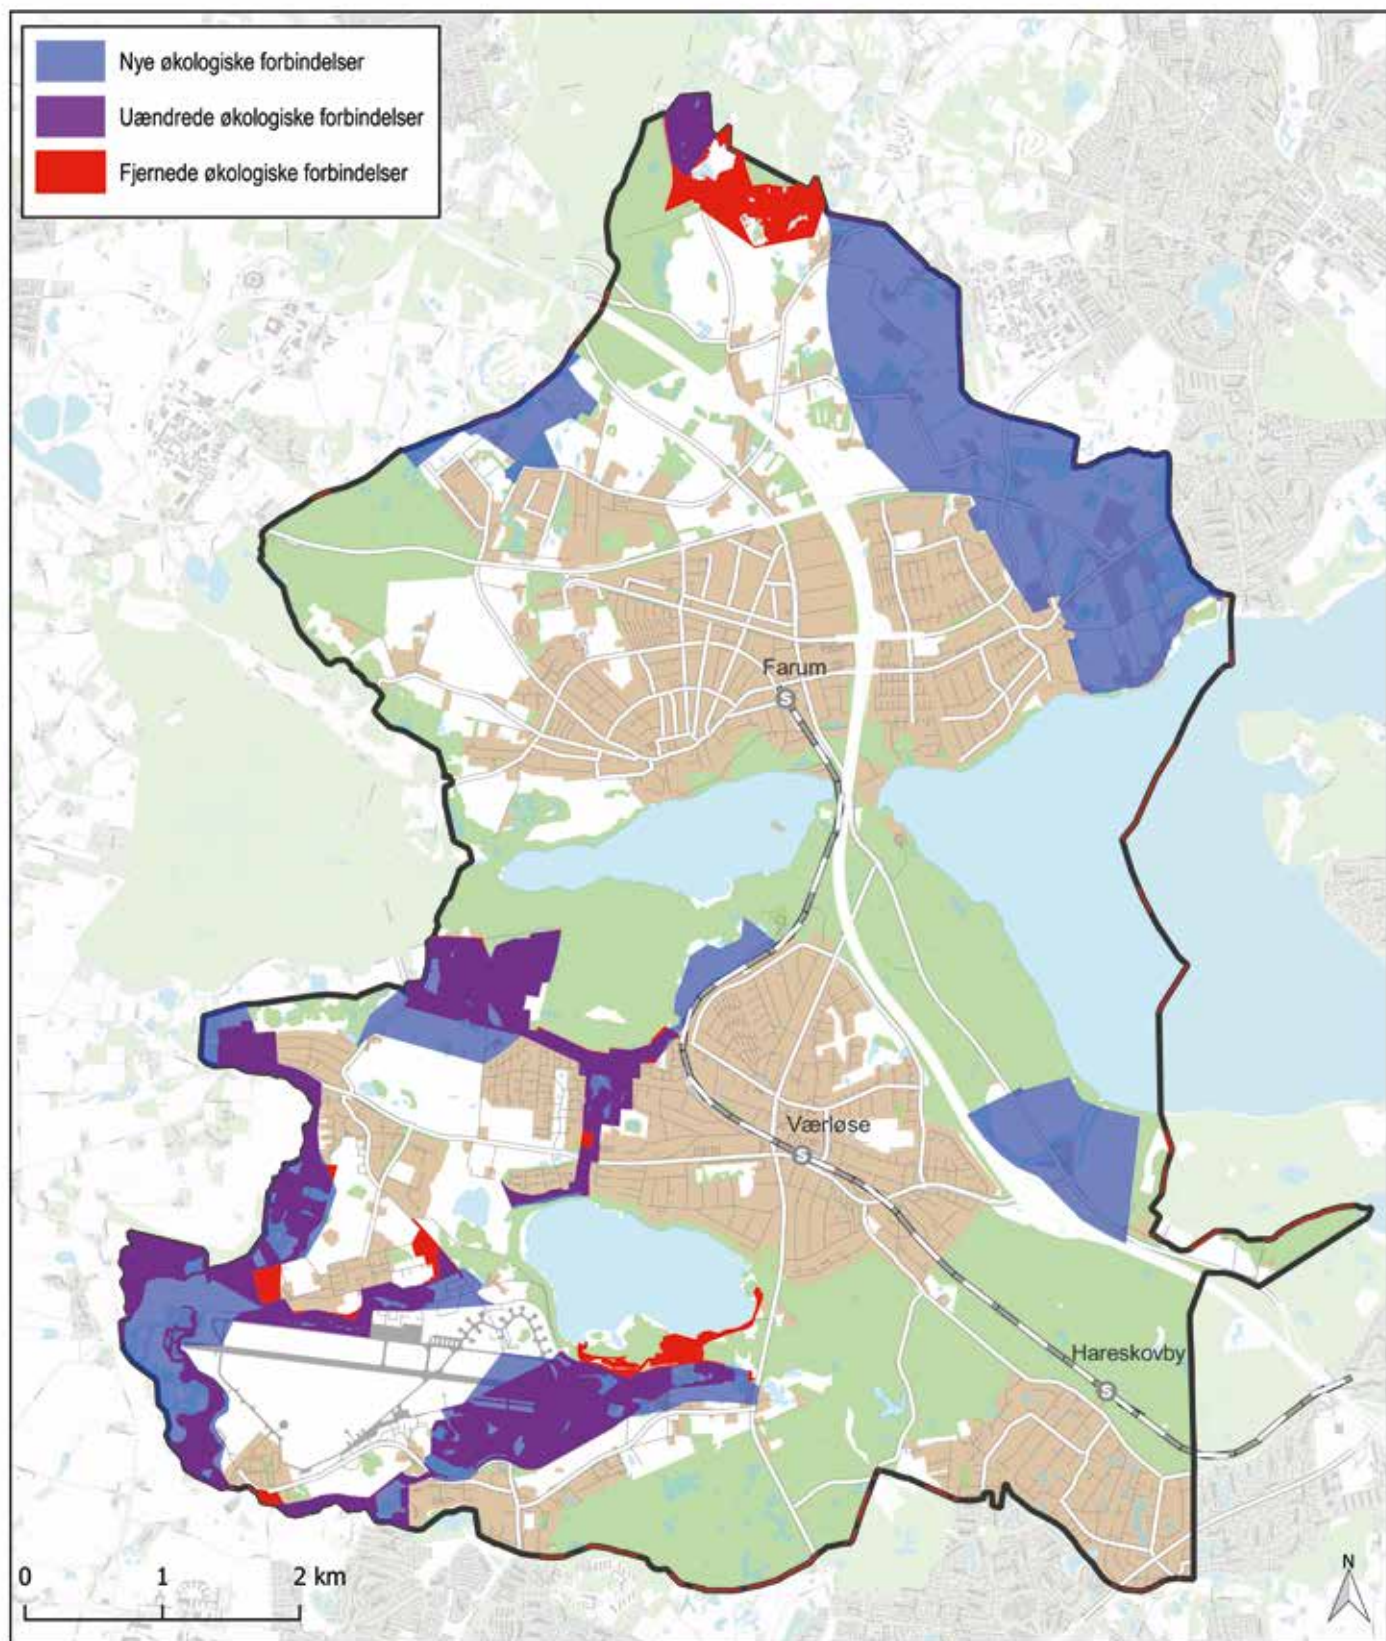 Nye økologiske forbindelser
Uændrede økologiske forbindelser
Fjernede økologiske forbindelser
Farum
S
Værløse
S
Hareskovby
S
0 1 2 km
N